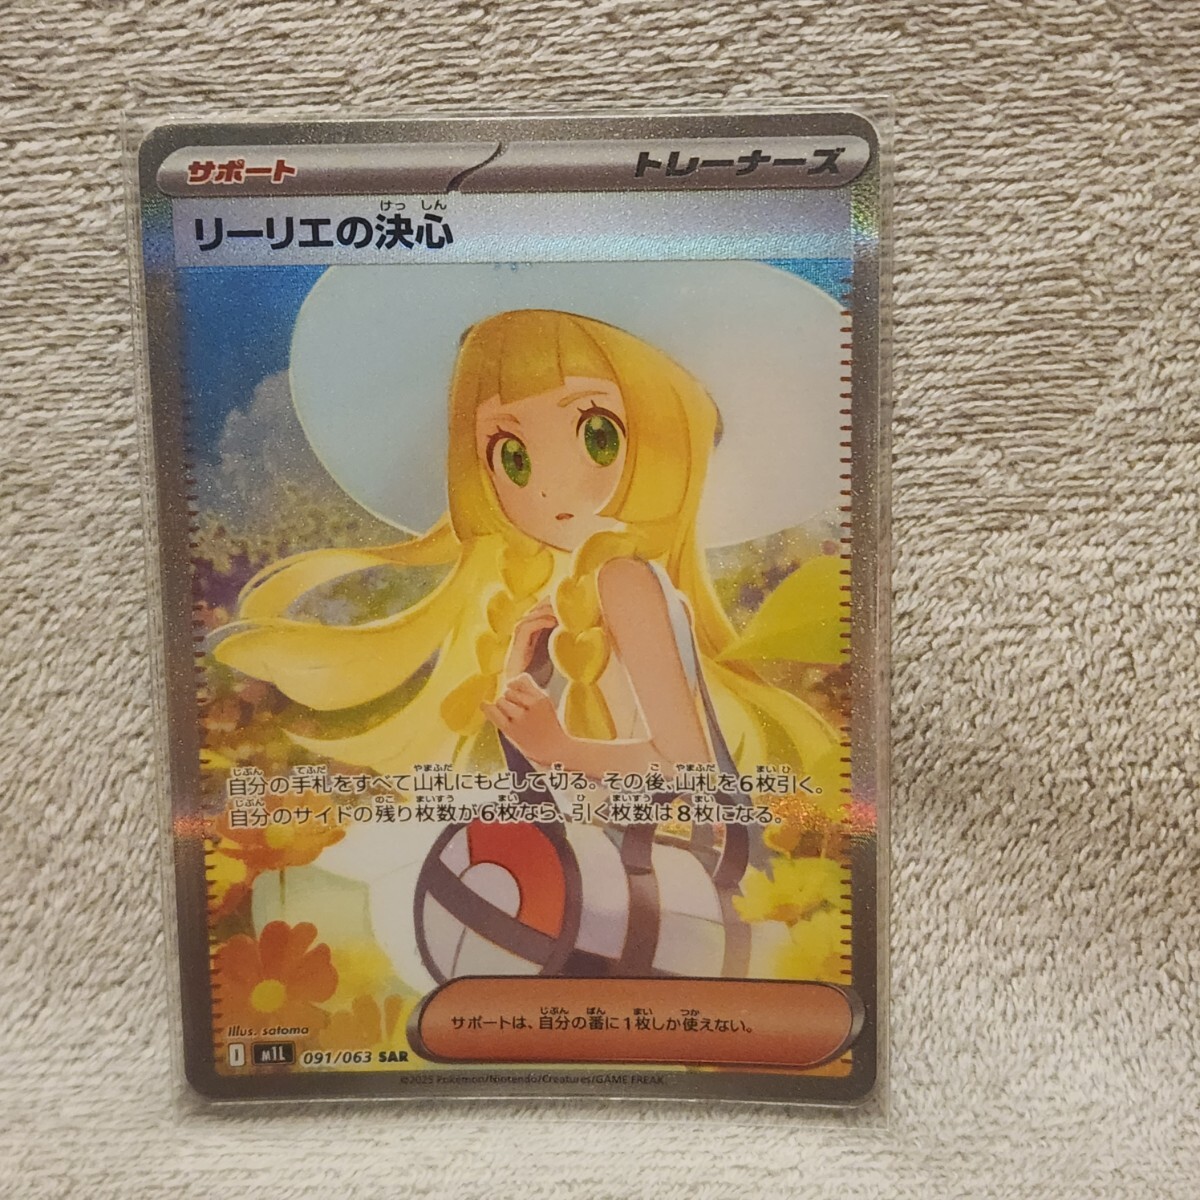 サポート
トレーナーズ
けっ しん
リーリエの決心
じぶん てふだ やまふだ き ご やまふだ まい ひ
自分の手札をすべて山札にもどして切る。その後、山札を6枚引く。
じぶん のこ まいすう まい ひ まいすう まい
自分のサイドの残り枚数が6枚なら、引く枚数は8枚になる。
じぶん ばん まい つか
サポートは、自分の番に1枚しか使えない。
Illus. satoma
I M1L 091/063 SAR
©2025 Pokémon/Nintendo/Creatures/GAME FREAK.